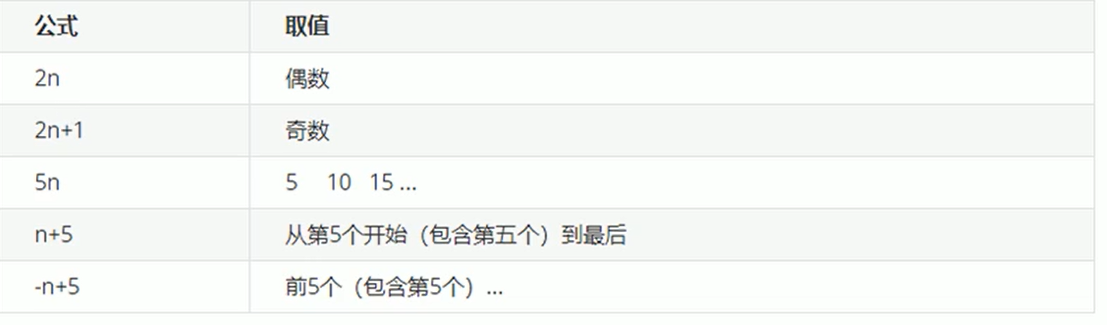 公式 取值
2n 偶数
2n+1 奇数
5n 5 10 15 ...
n+5 从第5个开始（包含第五个）到最后
-n+5 前5个（包含第5个）...